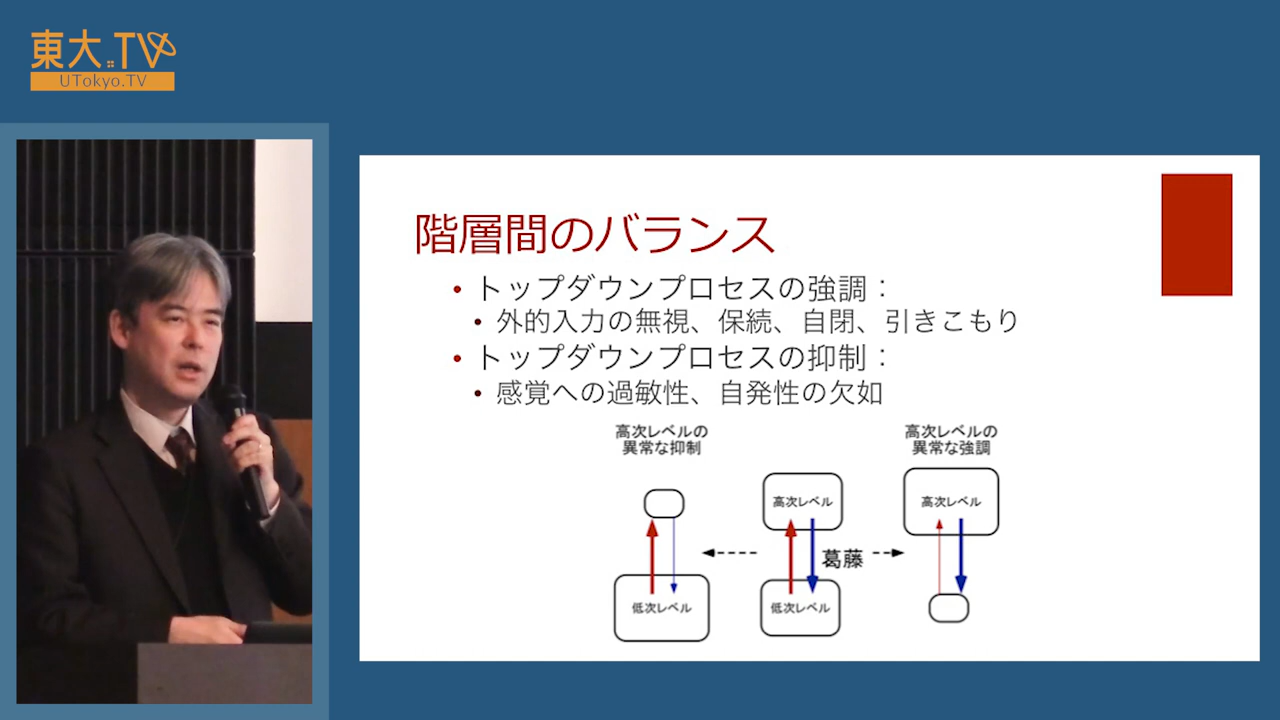 東大.TV
UTokyo.TV
階層間のバランス
• トップダウンプロセスの強調：
• 外的入力の無視、保続、自閉、引きこもり
• トップダウンプロセスの抑制：
• 感覚への過敏性、自発性の欠如
高次レベルの
異常な抑制
高次レベルの
異常な強調
高次レベル
高次レベル
葛藤
低次レベル
低次レベル